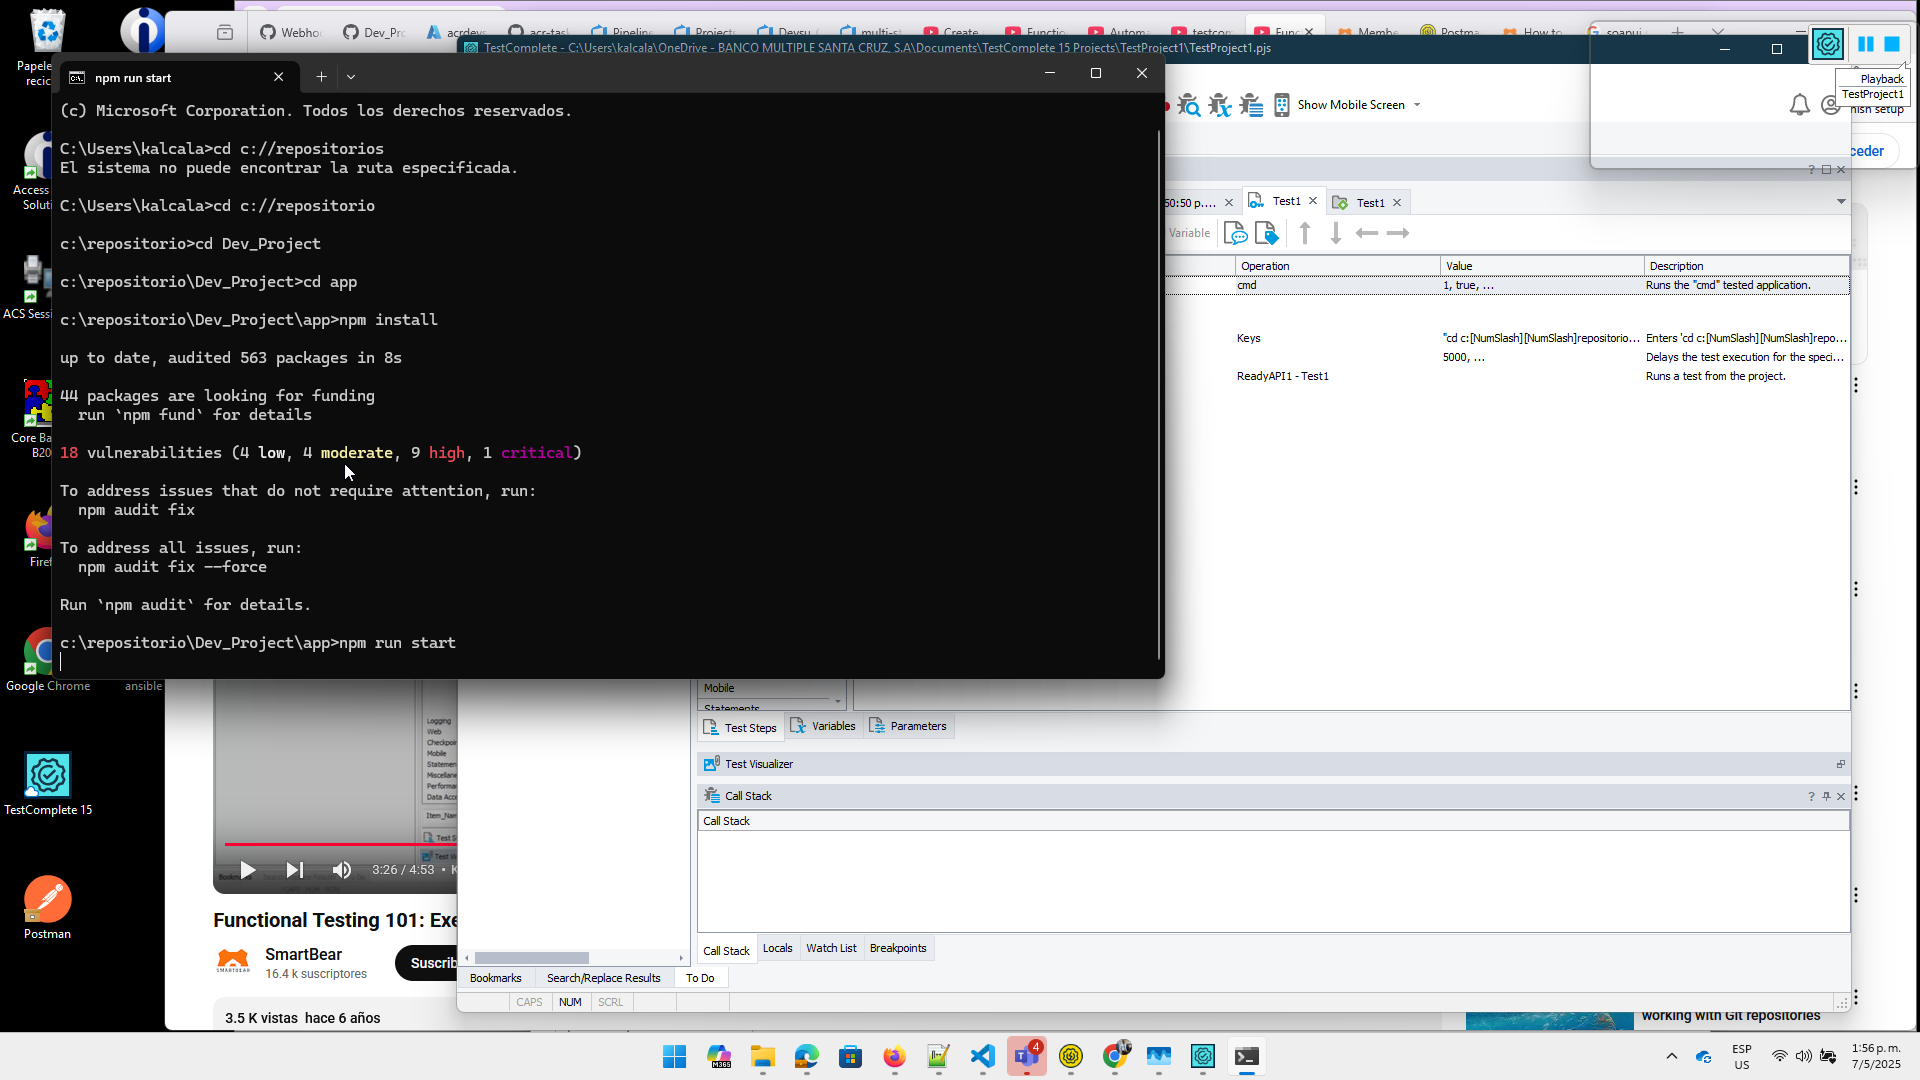 Papele
recic
Access
Soluti
ACS Sessi
Core Ba
B20
Firef
Google Chrome
ansible
TestComplete 15
Postman
Webho
Dev_Pr
acrdevs
acr-task
Pipeline
Project
Devsu
multi-st
Create
Functio
Automa
testcom
Func
Membe
Postma
How to
soapui
TestComplete - C:\Users\kalcala\OneDrive - BANCO MULTIPLE SANTA CRUZ, S.A\Documents\TestComplete 15 Projects\TestProject1\TestProject1.pjs
Playback
TestProject1
nish setup
ceder
npm run start
(c) Microsoft Corporation. Todos los derechos reservados.
C:\Users\kalcala>cd c://repositorios
El sistema no puede encontrar la ruta especificada.
C:\Users\kalcala>cd c://repositorio
c:\repositorio>cd Dev_Project
c:\repositorio\Dev_Project>cd app
c:\repositorio\Dev_Project\app>npm install
up to date, audited 563 packages in 8s
44 packages are looking for funding
run `npm fund` for details
18 vulnerabilities (4 low, 4 moderate, 9 high, 1 critical)
To address issues that do not require attention, run:
npm audit fix
To address all issues, run:
npm audit fix --force
Run `npm audit` for details.
c:\repositorio\Dev_Project\app>npm run start
Show Mobile Screen
50:50 p....
Test1
Test1
Variable
Operation Value Description
cmd 1, true, ... Runs the "cmd" tested application.
Keys "cd c:[NumSlash][NumSlash]repositorio... Enters 'cd c:[NumSlash][NumSlash]repo...
5000, ... Delays the test execution for the speci...
ReadyAPI1 - Test1 Runs a test from the project.
Mobile
Statements
Test Steps Variables Parameters
Test Visualizer
Call Stack
Call Stack
Call Stack Locals Watch List Breakpoints
Bookmarks Search/Replace Results To Do
CAPS NUM SCRL
Logging
Web
Checkpoi
Mobile
Statemen
Miscellane
Performa
Data Acce
Item_Nam
Test S
Test Vi
3:26 / 4:53 • K
Functional Testing 101: Exe
SmartBear
16.4 k suscriptores
Suscrib
3.5 K vistas hace 6 años
working with Git repositories
M365
4
ESP
US
1:56 p. m.
7/5/2025